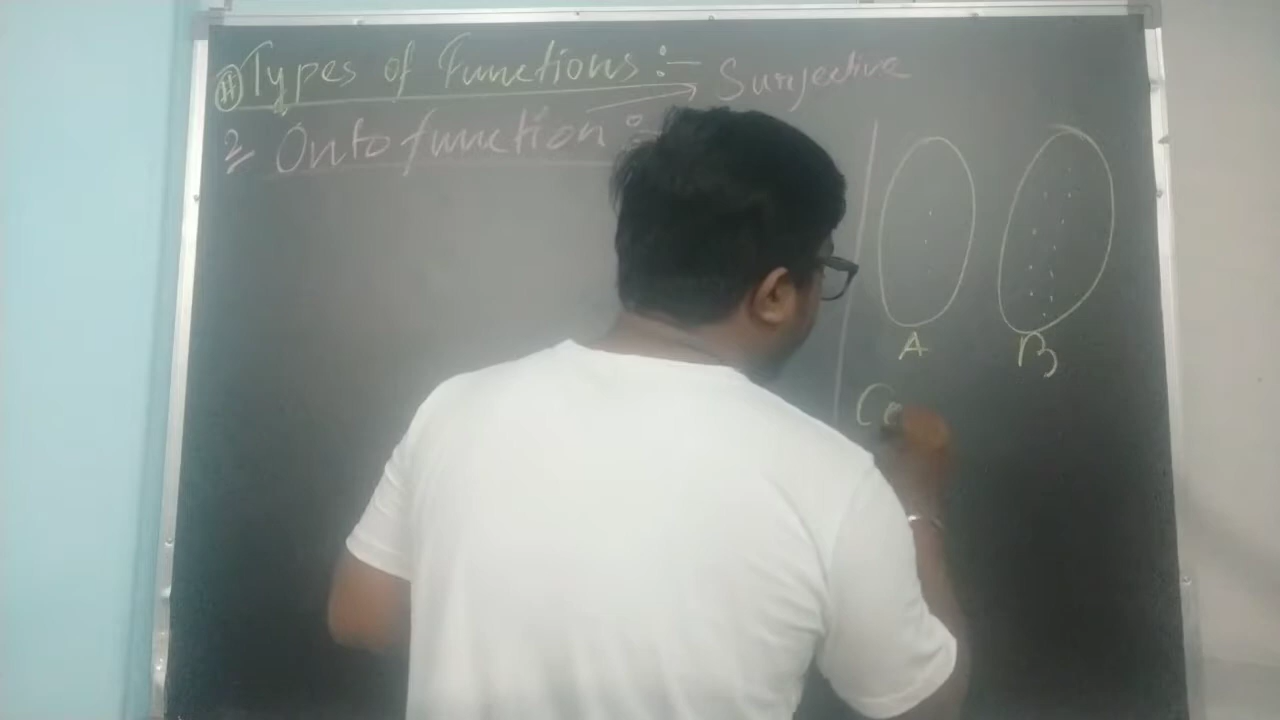 # Types of Functions :-
2. Onto function :- → Surjective
A B